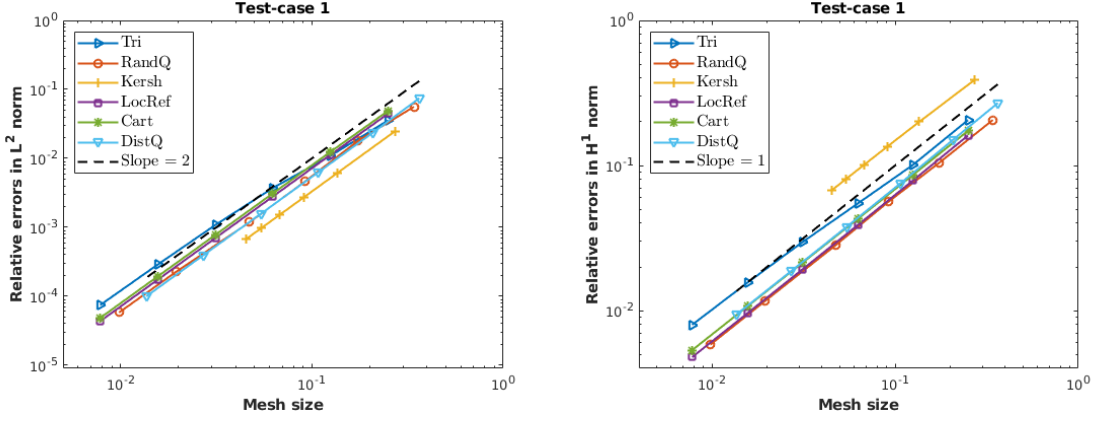 Test-case 1
10^0
10^-1
10^-2
10^-3
10^-4
10^-5
Relative errors in L^2 norm
Tri
RandQ
Kersh
LocRef
Cart
DistQ
Slope = 2
10^-2
10^-1
10^0
Mesh size
Test-case 1
10^0
10^-1
10^-2
Relative errors in H^1 norm
Tri
RandQ
Kersh
LocRef
Cart
DistQ
Slope = 1
10^-2
10^-1
10^0
Mesh size